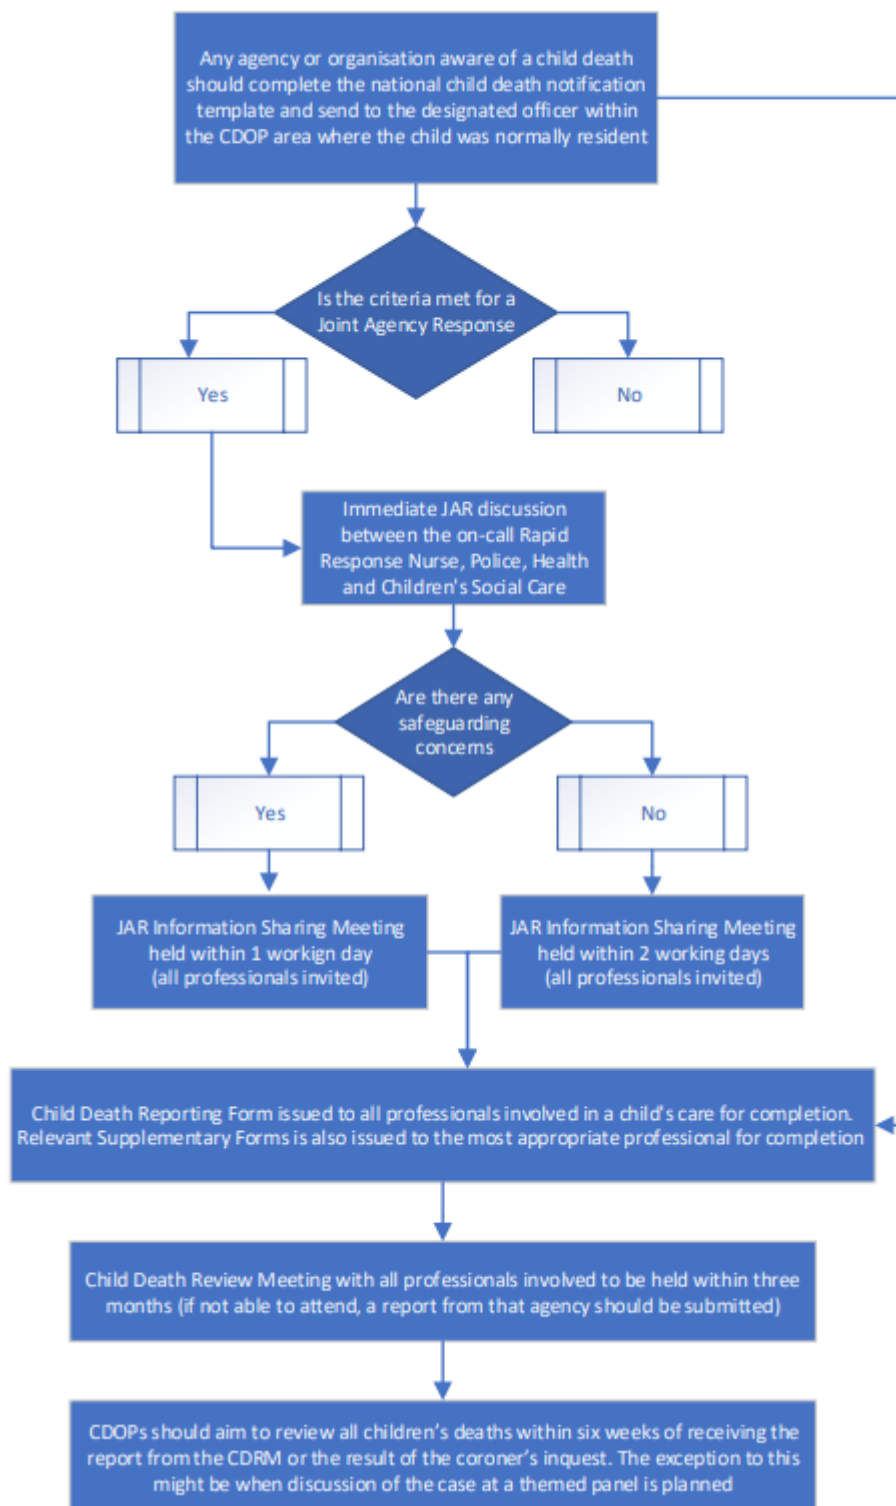 Any agency or organisation aware of a child death
should complete the national child death notification
template and send to the designated officer within
the CDOP area where the child was normally resident
Is the criteria met for a
Joint Agency Response
Yes
No
Immediate JAR discussion
between the on-call Rapid
Response Nurse, Police, Health
and Children's Social Care
Are there any
safeguarding
concerns
Yes
No
JAR Information Sharing Meeting
held within 1 workign day
(all professionals invited)
JAR Information Sharing Meeting
held within 2 working days
(all professionals invited)
Child Death Reporting Form issued to all professionals involved in a child's care for completion.
Relevant Supplementary Forms is also issued to the most appropriate professional for completion
Child Death Review Meeting with all professionals involved to be held within three
months (if not able to attend, a report from that agency should be submitted)
CDOPs should aim to review all children’s deaths within six weeks of receiving the
report from the CDRM or the result of the coroner’s inquest. The exception to this
might be when discussion of the case at a themed panel is planned